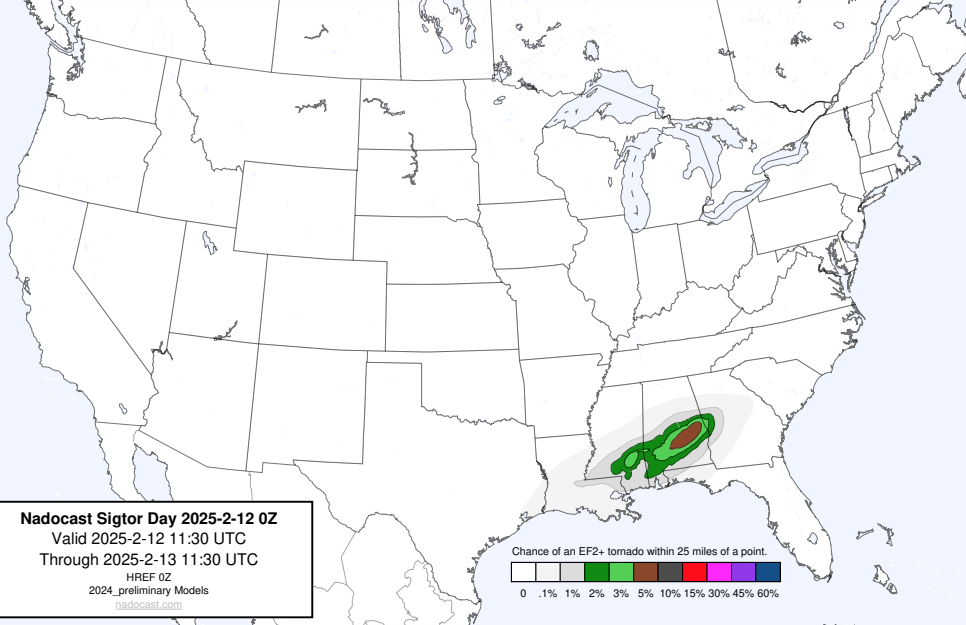 Nadocast Sigtor Day 2025-2-12 0Z
Valid 2025-2-12 11:30 UTC
Through 2025-2-13 11:30 UTC
HREF 0Z
2024_preliminary Models
nadocast.com
Chance of an EF2+ tornado within 25 miles of a point.
0 .1% 1% 2% 3% 5% 10% 15% 30% 45% 60%